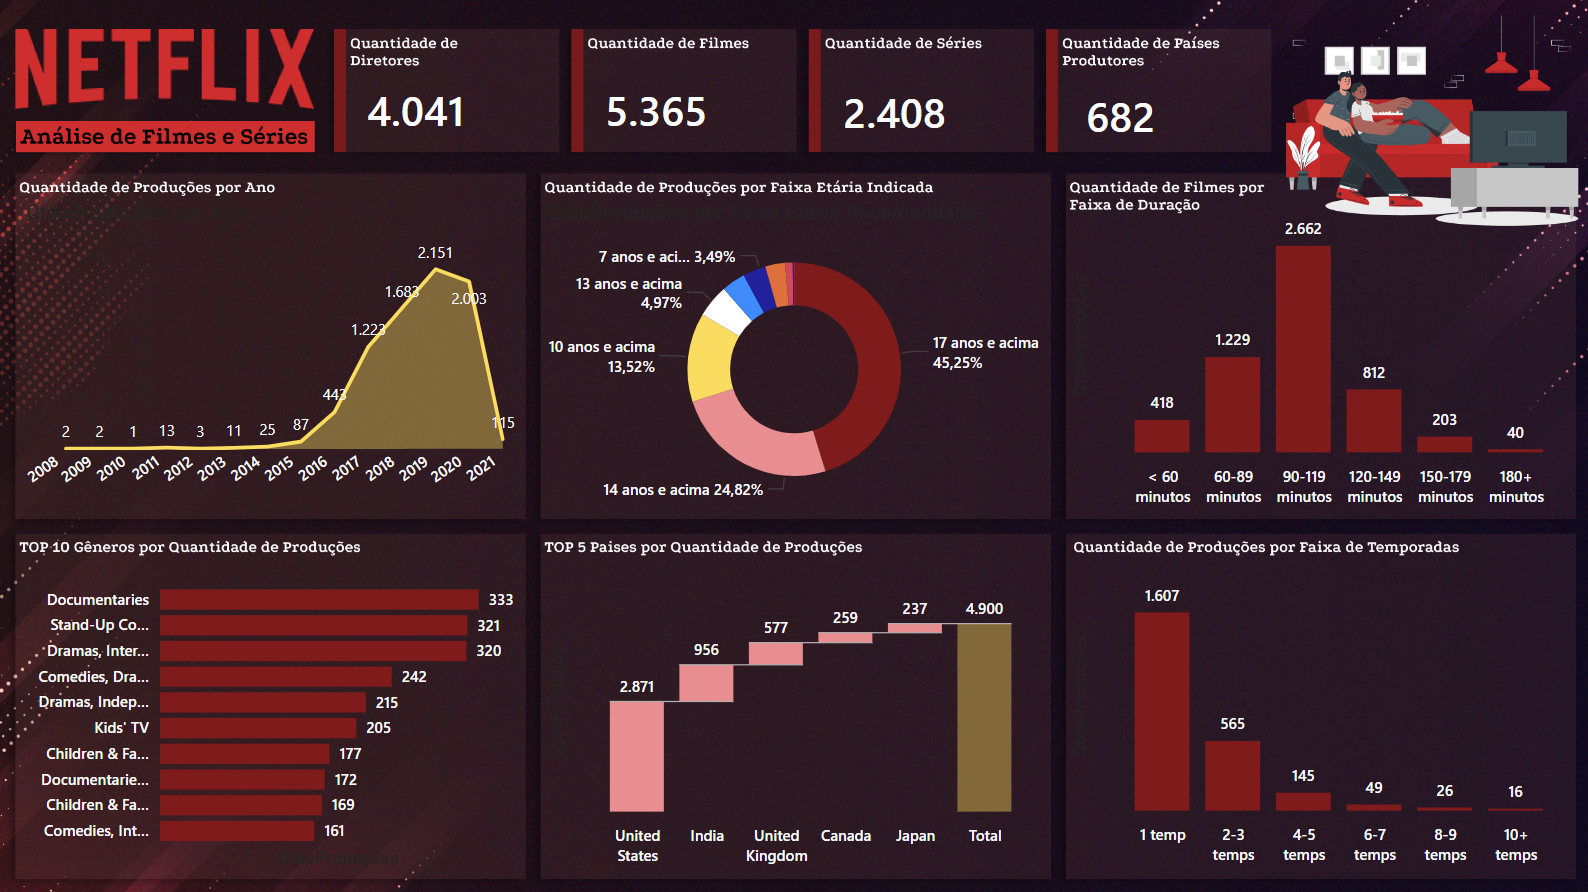 NETFLIX
Análise de Filmes e Séries
Quantidade de
Diretores
4.041
Quantidade de Filmes
5.365
Quantidade de Séries
2.408
Quantidade de Países
Produtores
682
Quantidade de Produções por Ano
2
2
1
13
3
11
25
87
443
1.223
1.683
2.151
2.003
115
2008
2009
2010
2011
2012
2013
2014
2015
2016
2017
2018
2019
2020
2021
Quantidade de Produções por Faixa Etária Indicada
7 anos e aci... 3,49%
13 anos e acima
4,97%
10 anos e acima
13,52%
14 anos e acima 24,82%
17 anos e acima
45,25%
Quantidade de Filmes por
Faixa de Duração
418
1.229
2.662
812
203
40
< 60
minutos
60-89
minutos
90-119
minutos
120-149
minutos
150-179
minutos
180+
minutos
TOP 10 Gêneros por Quantidade de Produções
Documentaries 333
Stand-Up Co... 321
Dramas, Inter... 320
Comedies, Dra... 242
Dramas, Indep... 215
Kids' TV 205
Children & Fa... 177
Documentarie... 172
Children & Fa... 169
Comedies, Int... 161
TOP 5 Paises por Quantidade de Produções
2.871
956
577
259
237
4.900
United
States
India
United
Kingdom
Canada
Japan
Total
Quantidade de Produções por Faixa de Temporadas
1.607
565
145
49
26
16
1 temp
2-3
temps
4-5
temps
6-7
temps
8-9
temps
10+
temps